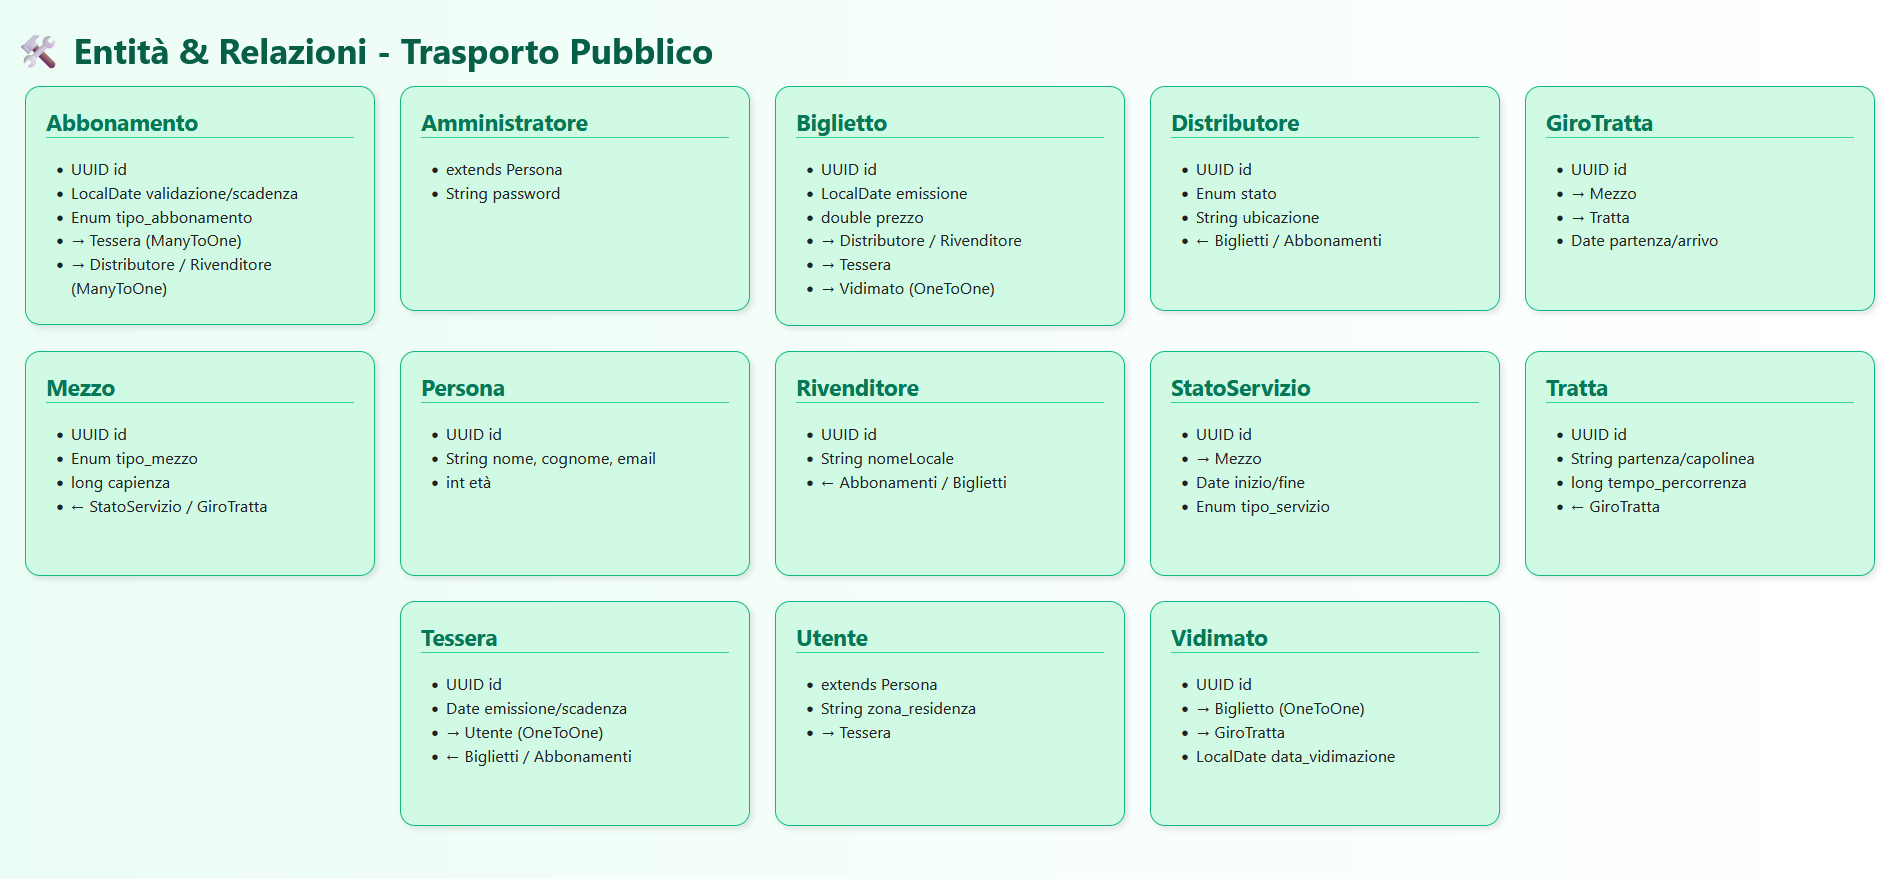 🛠️ Entità & Relazioni - Trasporto Pubblico
Abbonamento
• UUID id
• LocalDate validazione/scadenza
• Enum tipo_abbonamento
• → Tessera (ManyToOne)
• → Distributore / Rivenditore
(ManyToOne)
Amministratore
• extends Persona
• String password
Biglietto
• UUID id
• LocalDate emissione
• double prezzo
• → Distributore / Rivenditore
• → Tessera
• → Vidimato (OneToOne)
Distributore
• UUID id
• Enum stato
• String ubicazione
• ← Biglietti / Abbonamenti
GiroTratta
• UUID id
• → Mezzo
• → Tratta
• Date partenza/arrivo
Mezzo
• UUID id
• Enum tipo_mezzo
• long capienza
• ← StatoServizio / GiroTratta
Persona
• UUID id
• String nome, cognome, email
• int età
Rivenditore
• UUID id
• String nomeLocale
• ← Abbonamenti / Biglietti
StatoServizio
• UUID id
• → Mezzo
• Date inizio/fine
• Enum tipo_servizio
Tratta
• UUID id
• String partenza/capolinea
• long tempo_percorrenza
• ← GiroTratta
Tessera
• UUID id
• Date emissione/scadenza
• → Utente (OneToOne)
• ← Biglietti / Abbonamenti
Utente
• extends Persona
• String zona_residenza
• → Tessera
Vidimato
• UUID id
• → Biglietto (OneToOne)
• → GiroTratta
• LocalDate data_vidimazione